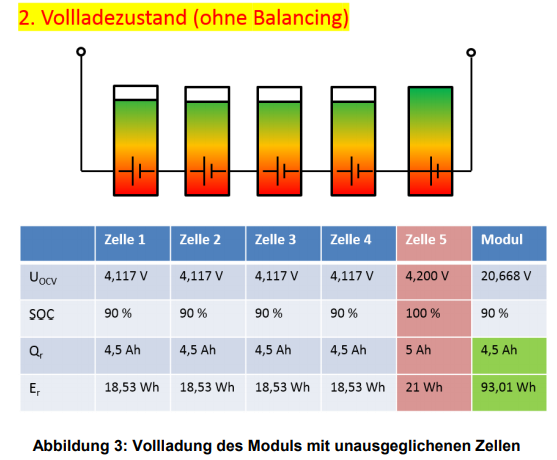 2. Vollladezustand (ohne Balancing)
Zelle 1 Zelle 2 Zelle 3 Zelle 4 Zelle 5 Modul
U_OCV 4,117 V 4,117 V 4,117 V 4,117 V 4,200 V 20,668 V
SOC 90 % 90 % 90 % 90 % 100 % 90 %
Q_r 4,5 Ah 4,5 Ah 4,5 Ah 4,5 Ah 5 Ah 4,5 Ah
E_r 18,53 Wh 18,53 Wh 18,53 Wh 18,53 Wh 21 Wh 93,01 Wh
Abbildung 3: Vollladung des Moduls mit unausgeglichenen Zellen